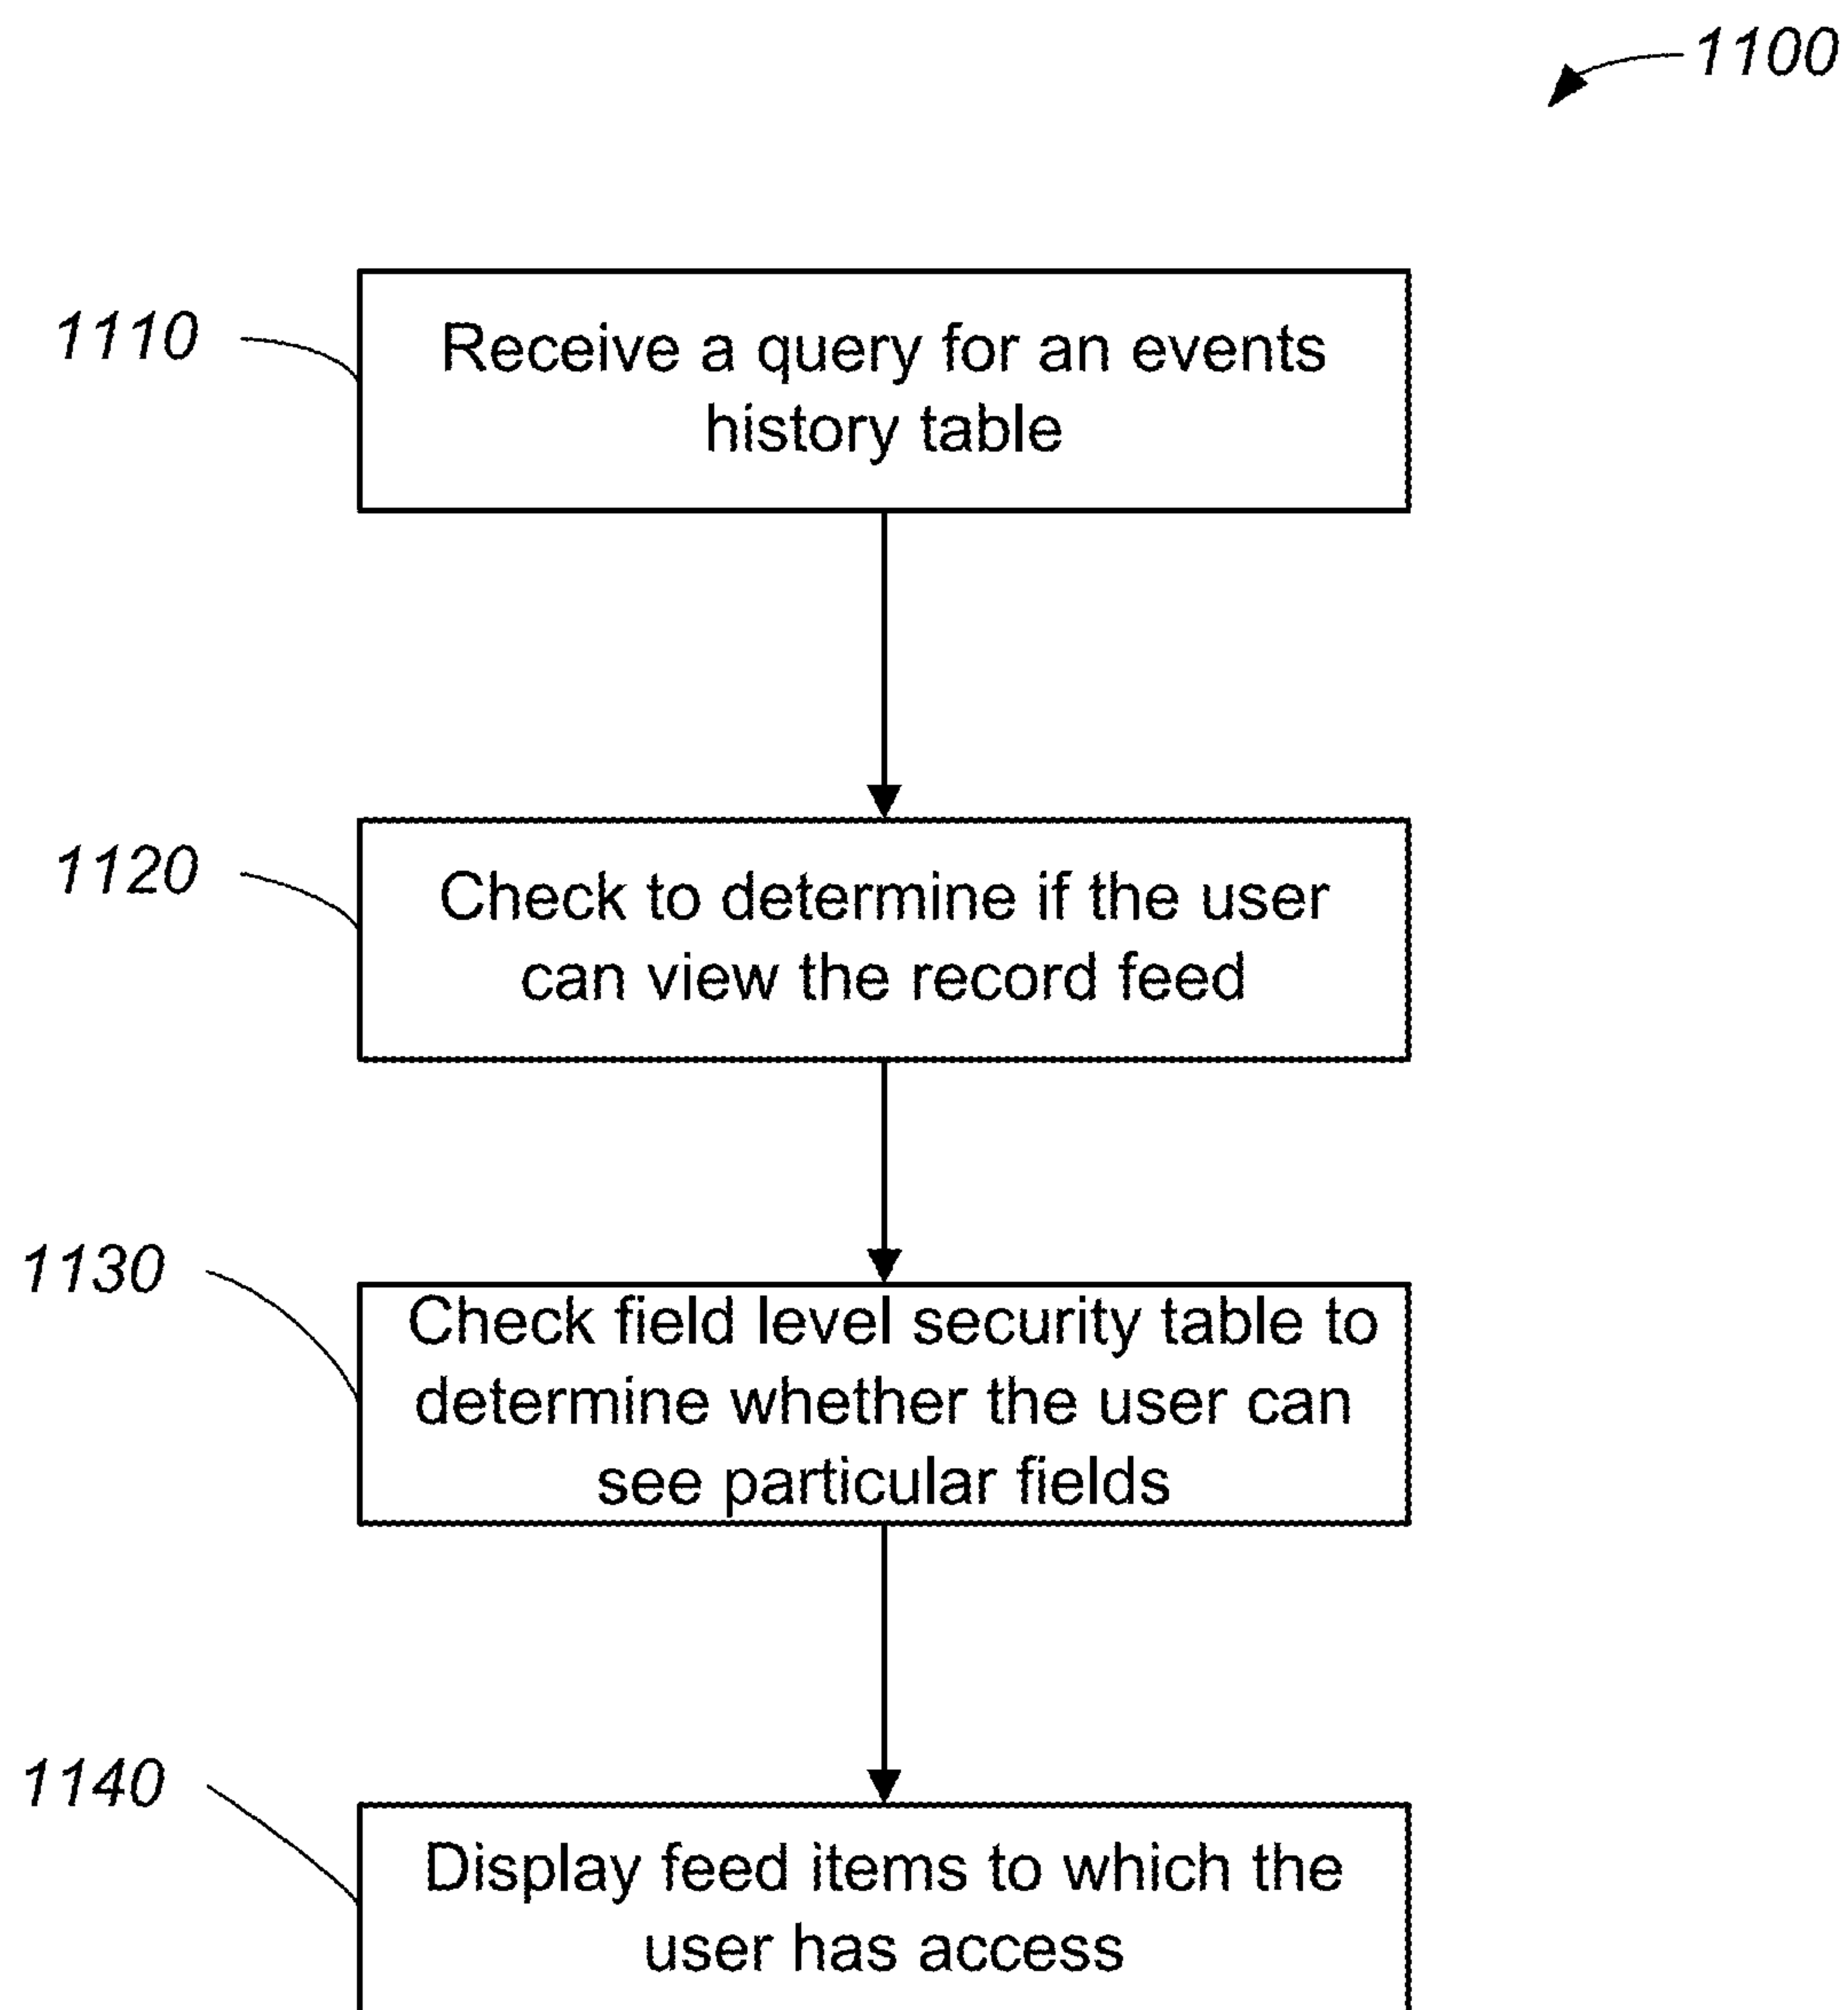 1100
1110
Receive a query for an events
history table
1120
Check to determine if the user
can view the record feed
1130
Check field level security table to
determine whether the user can
see particular fields
1140
Display feed items to which the
user has access